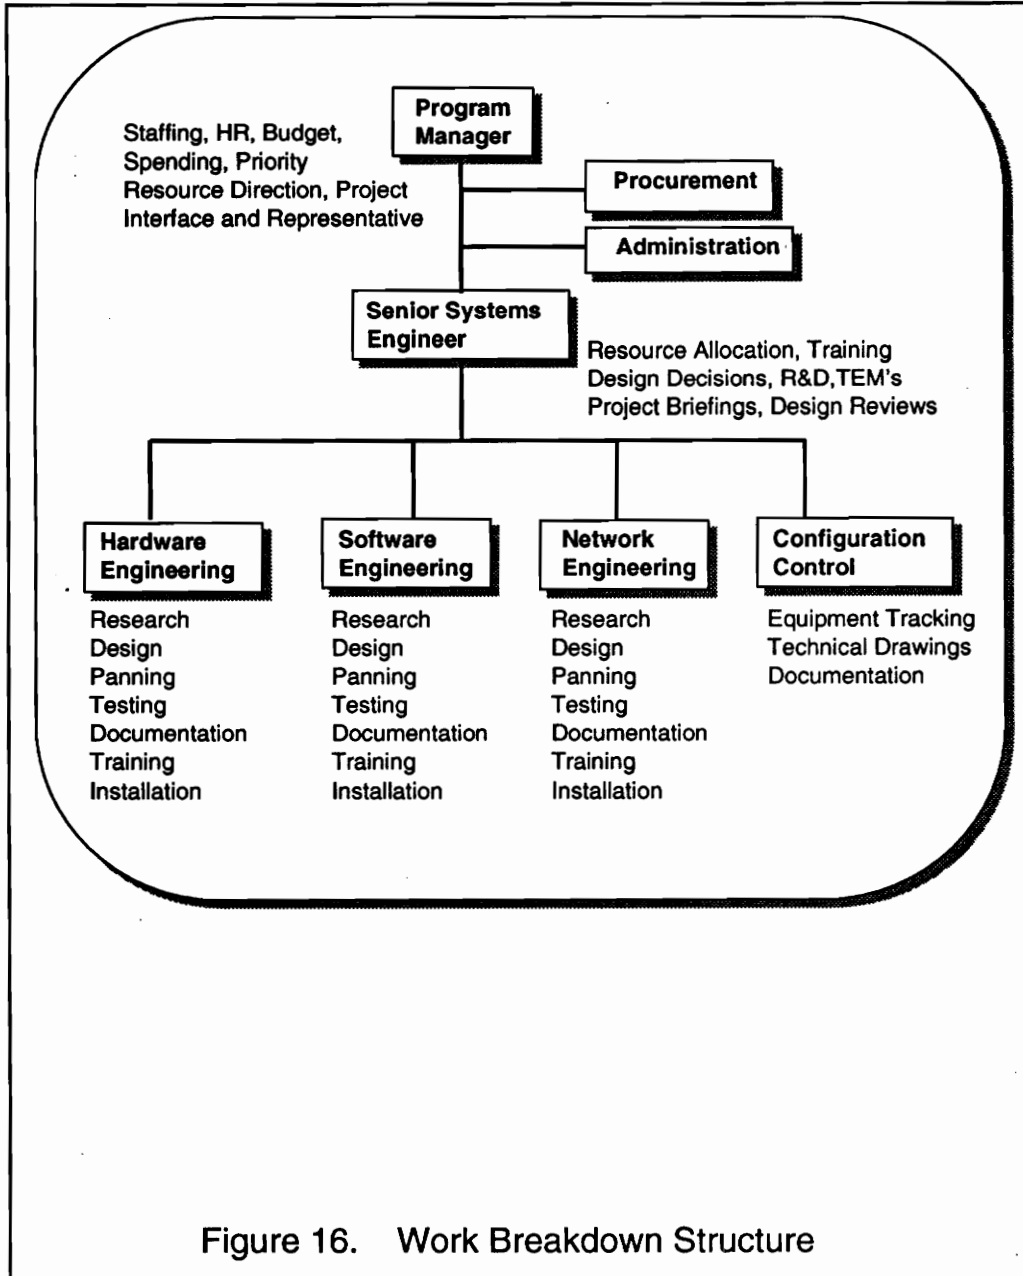 Program
Manager
Staffing, HR, Budget,
Spending, Priority
Resource Direction, Project
Interface and Representative
Procurement
Administration
Senior Systems
Engineer
Resource Allocation, Training
Design Decisions, R&D,TEM's
Project Briefings, Design Reviews
Hardware
Engineering
Research
Design
Panning
Testing
Documentation
Training
Installation
Software
Engineering
Research
Design
Panning
Testing
Documentation
Training
Installation
Network
Engineering
Research
Design
Panning
Testing
Documentation
Training
Installation
Configuration
Control
Equipment Tracking
Technical Drawings
Documentation
Figure 16. Work Breakdown Structure